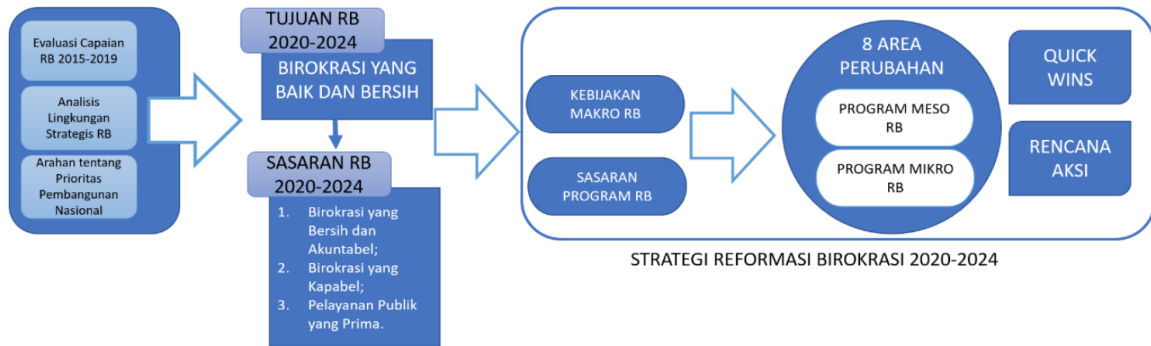 Evaluasi Capaian
RB 2015-2019
Analisis
Lingkungan
Strategis RB
Arahan tentang
Prioritas
Pembangunan
Nasional
TUJUAN RB
2020-2024
BIROKRASI YANG
BAIK DAN BERSIH
SASARAN RB
2020-2024
1. Birokrasi yang
Bersih dan
Akuntabel;
2. Birokrasi yang
Kapabel;
3. Pelayanan Publik
yang Prima.
KEBIJAKAN
MAKRO RB
SASARAN
PROGRAM RB
8 AREA
PERUBAHAN
PROGRAM MESO
RB
PROGRAM MIKRO
RB
QUICK
WINS
RENCANA
AKSI
STRATEGI REFORMASI BIROKRASI 2020-2024